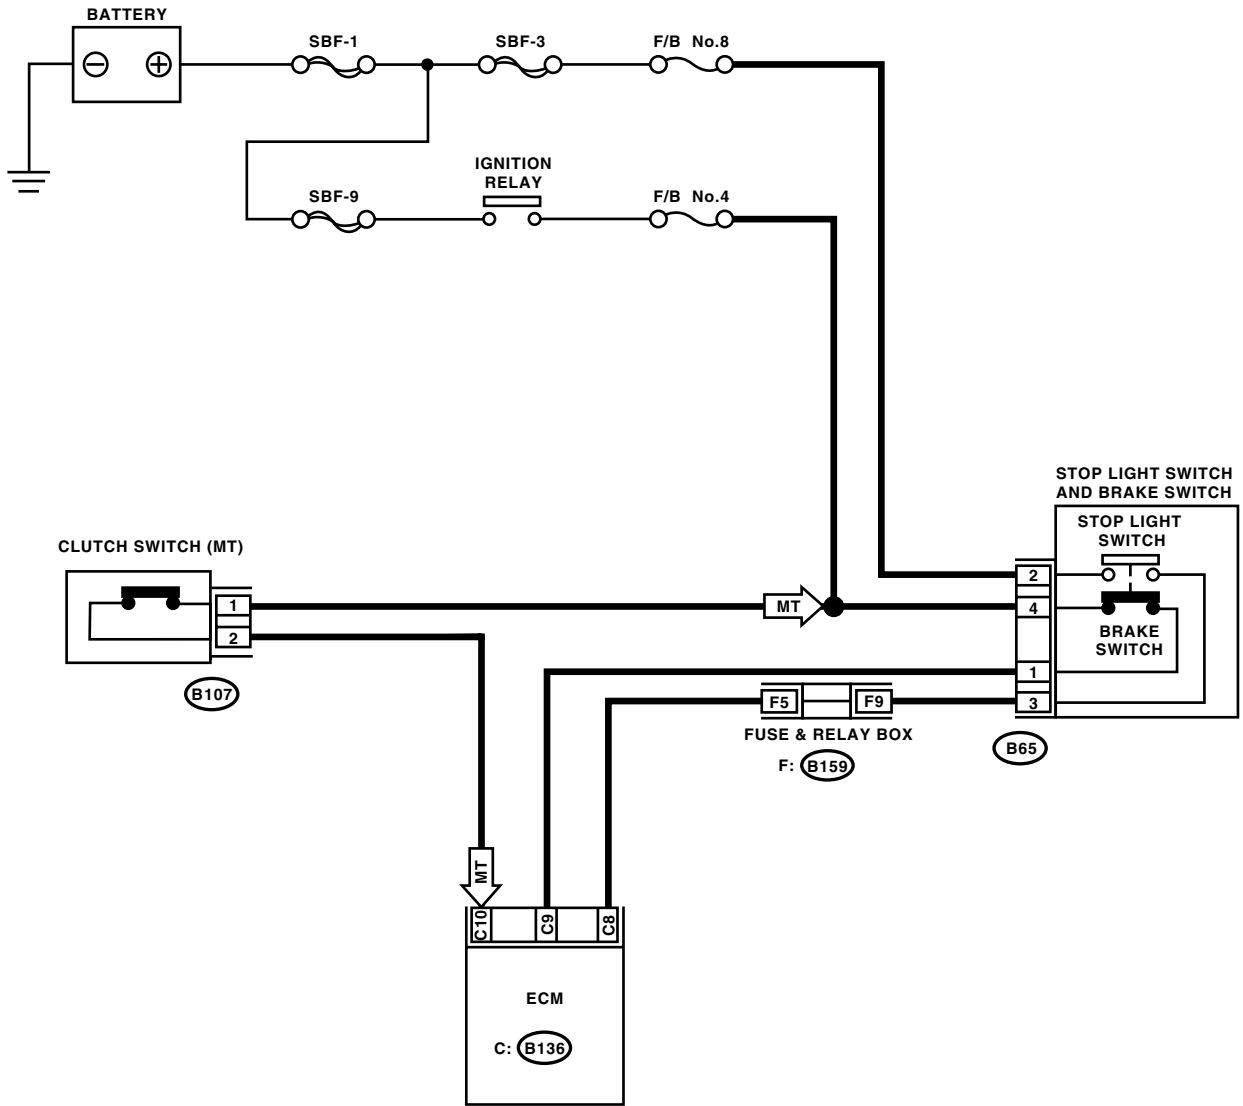 BATTERY
SBF-1
SBF-3
F/B No.8
IGNITION
RELAY
SBF-9
F/B No.4
STOP LIGHT SWITCH
AND BRAKE SWITCH
STOP LIGHT
SWITCH
CLUTCH SWITCH (MT)
2
1
MT
4
BRAKE
SWITCH
2
1
B107
F5
F9
3
FUSE & RELAY BOX
B65
F: B159
MT
C10
C9
C8
ECM
C: B136